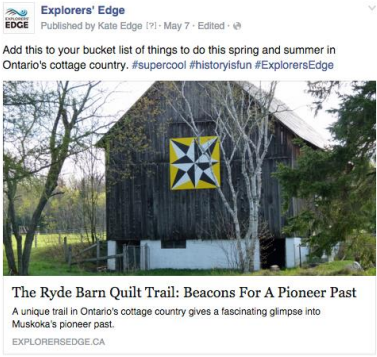 EXPLORERS'
EDGE
Explorers' Edge
Published by Kate Edge [?] · May 7 · Edited ·
Add this to your bucket list of things to do this spring and summer in
Ontario's cottage country. #supercool #historyisfun #ExplorersEdge
The Ryde Barn Quilt Trail: Beacons For A Pioneer Past
A unique trail in Ontario's cottage country gives a fascinating glimpse into
Muskoka's pioneer past.
EXPLORERSEDGE.CA